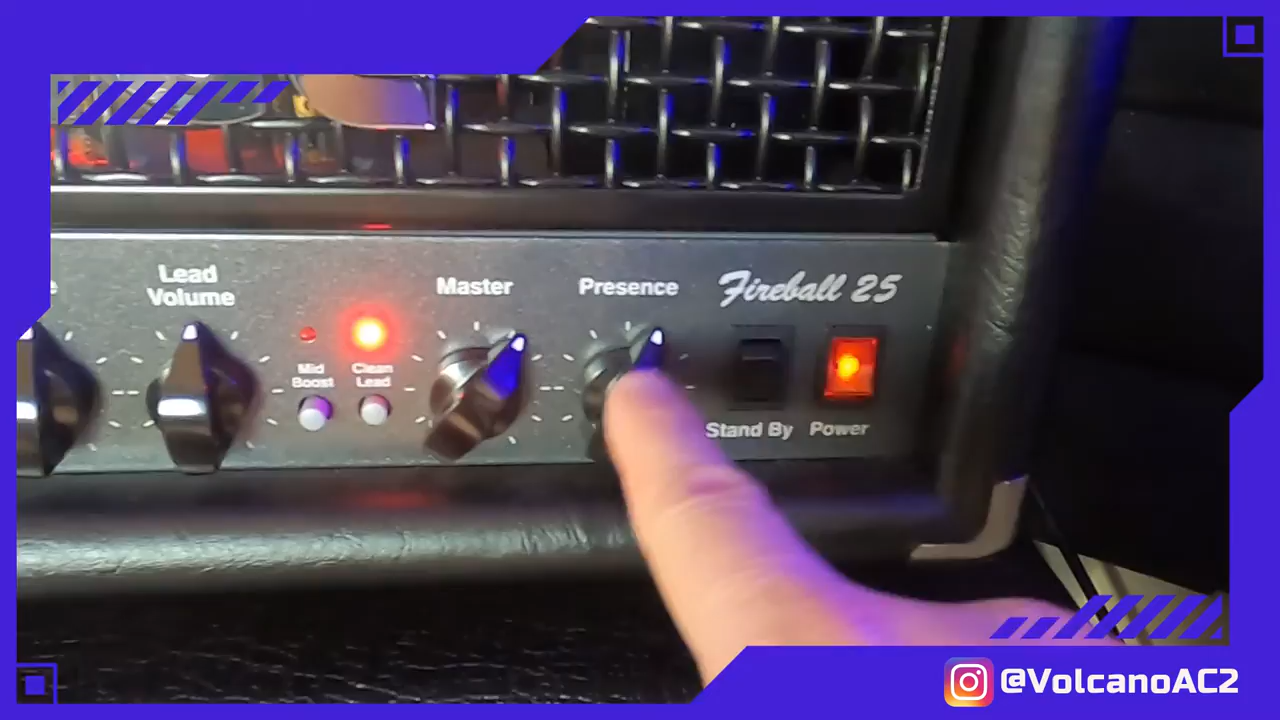 Lead
Volume
Mid
Boost
Clean
Lead
Master
Presence
Fireball 25
Stand By
Power
@VolcanoAC2